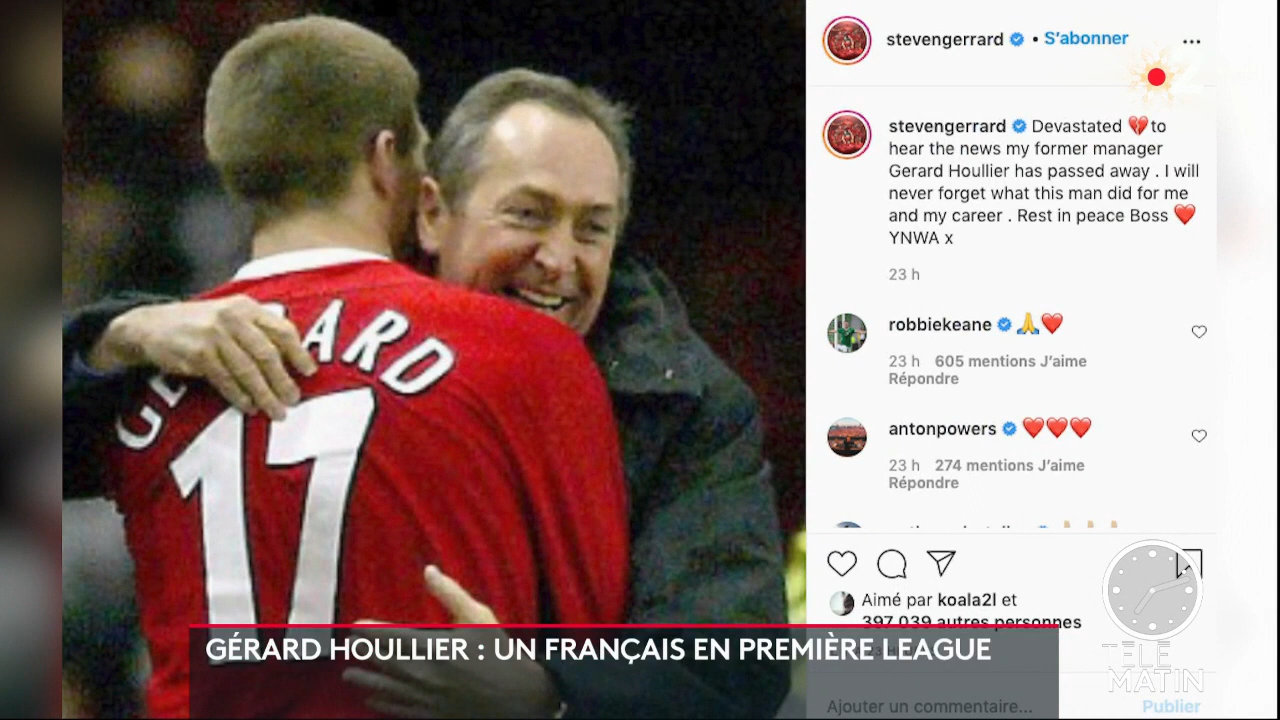 stevengerrard • S'abonner
stevengerrard Devastated 💔to
hear the news my former manager
Gerard Houllier has passed away . I will
never forget what this man did for me
and my career . Rest in peace Boss ❤️
YNWA x
23 h
robbiekeane 🙏❤️
23 h 605 mentions J'aime
Répondre
antonpowers ❤️❤️❤️
23 h 274 mentions J'aime
Répondre
Aimé par koala2l et
397 039 autres personnes
Ajouter un commentaire...
Publier
ARD
17
GÉRARD HOULLIER : UN FRANÇAIS EN PREMIÈRE LEAGUE
TÉLÉ
MATIN